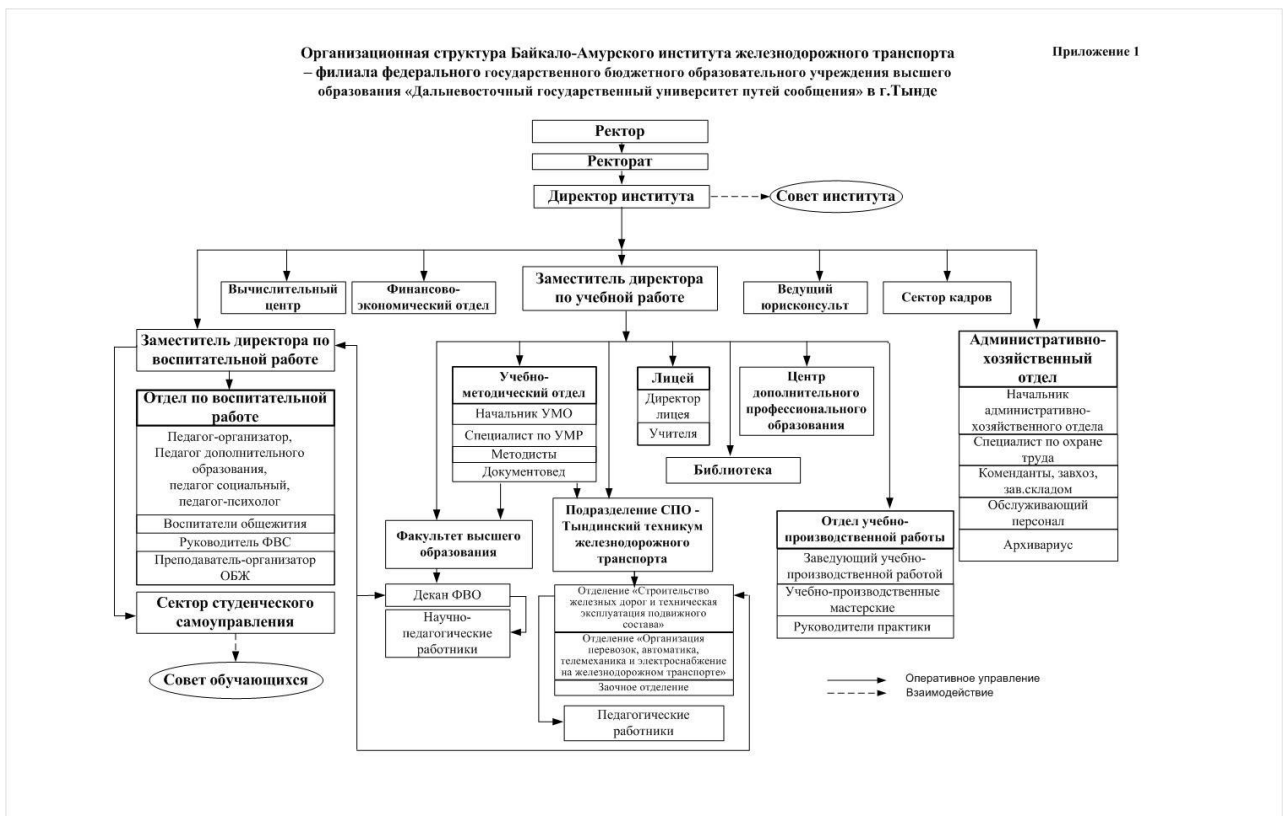 Организационная структура Байкало-Амурского института железнодорожного транспорта
– филиала федерального государственного бюджетного образовательного учреждения высшего
образования «Дальневосточный государственный университет путей сообщения» в г.Тынде
Приложение 1
Ректор
Ректорат
Директор института
Совет института
Вычислительный
центр
Финансово-
экономический отдел
Заместитель директора
по учебной работе
Ведущий
юрисконсульт
Сектор кадров
Заместитель директора по
воспитательной работе
Отдел по воспитательной
работе
Педагог-организатор,
Педагог дополнительного
образования,
педагог социальный,
педагог-психолог
Воспитатели общежития
Руководитель ФВС
Преподаватель-организатор
ОБЖ
Сектор студенческого
самоуправления
Совет обучающихся
Учебно-
методический отдел
Начальник УМО
Специалист по УМР
Методисты
Документовед
Лицей
Директор
лицея
Учителя
Центр
дополнительного
профессионального
образования
Библиотека
Административно-
хозяйственный
отдел
Начальник
административно-
хозяйственного отдела
Специалист по охране
труда
Коменданты, завхоз,
зав.складом
Обслуживающий
персонал
Архивариус
Факультет высшего
образования
Декан ФВО
Научно-
педагогические
работники
Подразделение СПО -
Тындинский техникум
железнодорожного
транспорта
Отделение «Строительство
железных дорог и техническая
эксплуатация подвижного
состава»
Отделение «Организация
перевозок, автоматика,
телемеханика и электроснабжение
на железнодорожном транспорте»
Заочное отделение
Педагогические
работники
Отдел учебно-
производственной работы
Заведующий учебно-
производственной работой
Учебно-производственные
мастерские
Руководители практики
Оперативное управление
Взаимодействие